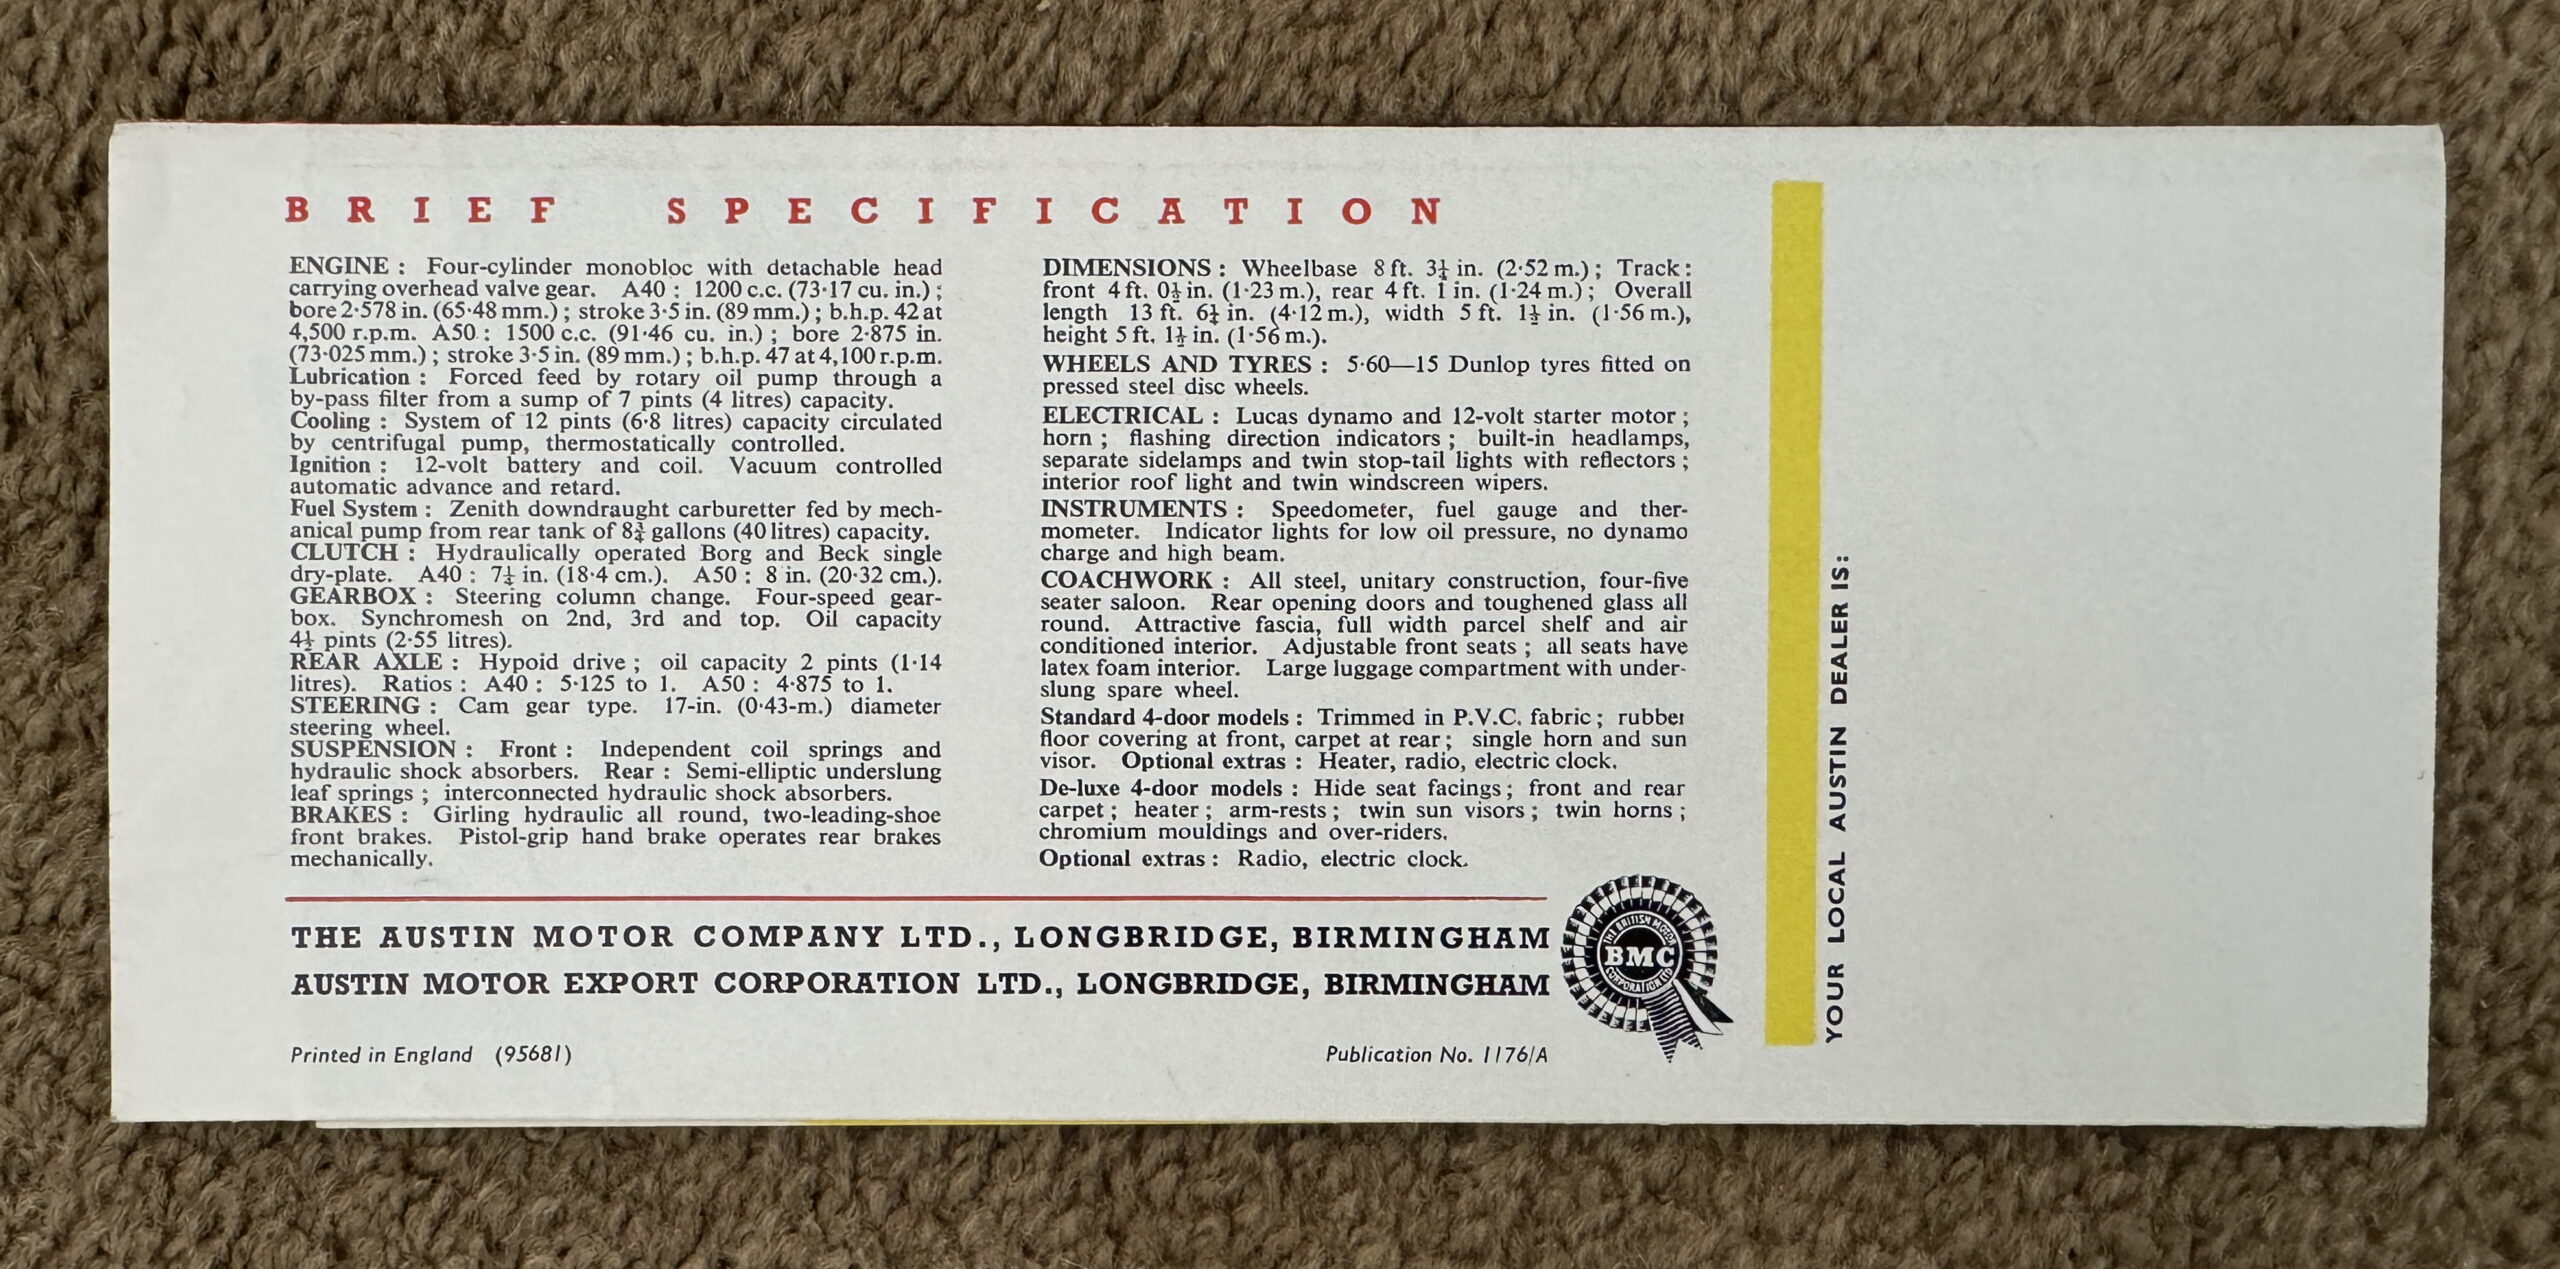 BRIEF SPECIFICATION
ENGINE : Four-cylinder monobloc with detachable head
carrying overhead valve gear. A40 : 1200 c.c. (73·17 cu. in.) ;
bore 2·578 in. (65·48 mm.) ; stroke 3·5 in. (89 mm.) ; b.h.p. 42 at
4,500 r.p.m. A50 : 1500 c.c. (91·46 cu. in.) ; bore 2·875 in.
(73·025 mm.) ; stroke 3·5 in. (89 mm.) ; b.h.p. 47 at 4,100 r.p.m.
Lubrication : Forced feed by rotary oil pump through a
by-pass filter from a sump of 7 pints (4 litres) capacity.
Cooling : System of 12 pints (6·8 litres) capacity circulated
by centrifugal pump, thermostatically controlled.
Ignition : 12-volt battery and coil. Vacuum controlled
automatic advance and retard.
Fuel System : Zenith downdraught carburetter fed by mech-
anical pump from rear tank of 8¾ gallons (40 litres) capacity.
CLUTCH : Hydraulically operated Borg and Beck single
dry-plate. A40 : 7¼ in. (18·4 cm.). A50 : 8 in. (20·32 cm.).
GEARBOX : Steering column change. Four-speed gear-
box. Synchromesh on 2nd, 3rd and top. Oil capacity
4½ pints (2·55 litres).
REAR AXLE : Hypoid drive ; oil capacity 2 pints (1·14
litres). Ratios : A40 : 5·125 to 1. A50 : 4·875 to 1.
STEERING : Cam gear type. 17-in. (0·43-m.) diameter
steering wheel.
SUSPENSION : Front : Independent coil springs and
hydraulic shock absorbers. Rear : Semi-elliptic underslung
leaf springs ; interconnected hydraulic shock absorbers.
BRAKES : Girling hydraulic all round, two-leading-shoe
front brakes. Pistol-grip hand brake operates rear brakes
mechanically.
DIMENSIONS : Wheelbase 8 ft. 3¼ in. (2·52 m.) ; Track :
front 4 ft. 0½ in. (1·23 m.), rear 4 ft. 1 in. (1·24 m.) ; Overall
length 13 ft. 6¼ in. (4·12 m.), width 5 ft. 1½ in. (1·56 m.),
height 5 ft. 1½ in. (1·56 m.).
WHEELS AND TYRES : 5·60—15 Dunlop tyres fitted on
pressed steel disc wheels.
ELECTRICAL : Lucas dynamo and 12-volt starter motor ;
horn ; flashing direction indicators ; built-in headlamps,
separate sidelamps and twin stop-tail lights with reflectors ;
interior roof light and twin windscreen wipers.
INSTRUMENTS : Speedometer, fuel gauge and ther-
mometer. Indicator lights for low oil pressure, no dynamo
charge and high beam.
COACHWORK : All steel, unitary construction, four-five
seater saloon. Rear opening doors and toughened glass all
round. Attractive fascia, full width parcel shelf and air
conditioned interior. Adjustable front seats ; all seats have
latex foam interior. Large luggage compartment with under-
slung spare wheel.
Standard 4-door models : Trimmed in P.V.C. fabric ; rubber
floor covering at front, carpet at rear ; single horn and sun
visor. Optional extras : Heater, radio, electric clock.
De-luxe 4-door models : Hide seat facings ; front and rear
carpet ; heater ; arm-rests ; twin sun visors ; twin horns ;
chromium mouldings and over-riders.
Optional extras : Radio, electric clock.
THE AUSTIN MOTOR COMPANY LTD., LONGBRIDGE, BIRMINGHAM
AUSTIN MOTOR EXPORT CORPORATION LTD., LONGBRIDGE, BIRMINGHAM
THE BRITISH MOTOR
BMC
CORPORATION LTD
Printed in England (95681)
Publication No. 1176/A
YOUR LOCAL AUSTIN DEALER IS: